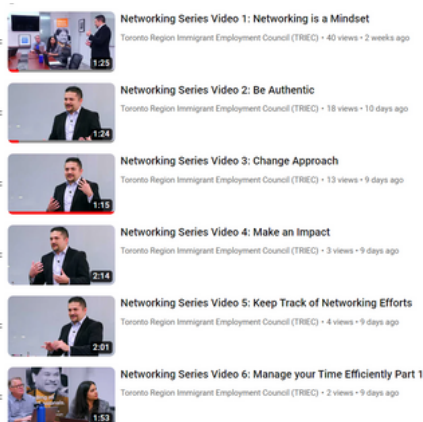 Networking Series Video 1: Networking is a Mindset
Toronto Region Immigrant Employment Council (TRIEC) • 40 views • 2 weeks ago
1:25
Networking Series Video 2: Be Authentic
Toronto Region Immigrant Employment Council (TRIEC) • 18 views • 10 days ago
1:24
Networking Series Video 3: Change Approach
Toronto Region Immigrant Employment Council (TRIEC) • 13 views • 9 days ago
1:15
Networking Series Video 4: Make an Impact
Toronto Region Immigrant Employment Council (TRIEC) • 3 views • 9 days ago
2:14
Networking Series Video 5: Keep Track of Networking Efforts
Toronto Region Immigrant Employment Council (TRIEC) • 4 views • 9 days ago
2:01
Networking Series Video 6: Manage your Time Efficiently Part 1
Toronto Region Immigrant Employment Council (TRIEC) • 2 views • 9 days ago
1:53